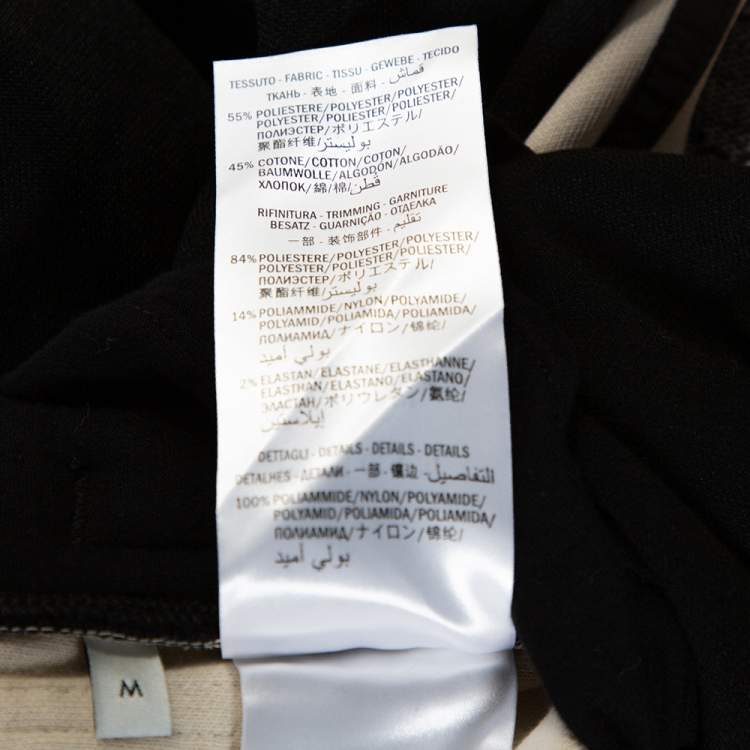 TESSUTO - FABRIC - TISSU - GEWEBE - TECIDO
ТКАНЬ - 表地 - 面料 - قماش
55% POLIESTERE/POLYESTER/POLYESTER/
POLYESTER/POLIESTER/POLIESTER/
ПОЛИЭСТЕР/ポリエステル/
聚酯纤维/بوليستر
45% COTONE/COTTON/COTON/
BAUMWOLLE/ALGODÓN/ALGODÃO/
ХЛОПОК/綿/棉/قطن
RIFINITURA - TRIMMING - GARNITURE
BESATZ - GUARNIÇÃO - ОТДЕЛКА
一部 - 装饰部件 - تقليم
84% POLIESTERE/POLYESTER/POLYESTER/
POLYESTER/POLIESTER/POLIESTER/
ПОЛИЭСТЕР/ポリエステル/
聚酯纤维/بوليستر
14% POLIAMMIDE/NYLON/POLYAMIDE/
POLYAMID/POLIAMIDA/POLIAMIDA/
ПОЛИАМИД/ナイロン/锦纶/
بولي أميد
2% ELASTAN/ELASTANE/ELASTHANNE/
ELASTHAN/ELASTANO/ELASTANO/
ЭЛАСТАН/ポリウレタン/氨纶/
إيلاستين
DETTAGLI - DETAILS - DETAILS - DETAILS
DETALHES - ДЕТАЛИ - 一部 - 镶边 - التفاصيل
100% POLIAMMIDE/NYLON/POLYAMIDE/
POLYAMID/POLIAMIDA/POLIAMIDA/
ПОЛИАМИД/ナイロン/锦纶/
بولي أميد
M